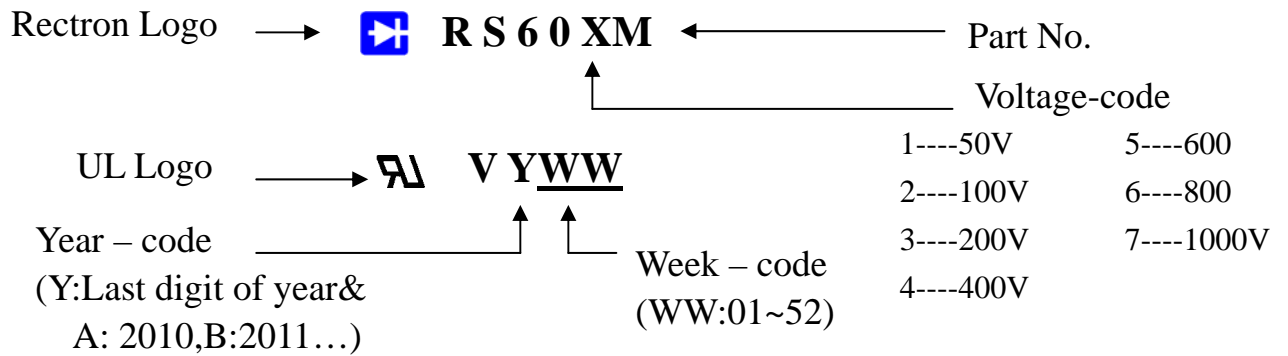 Rectron Logo R S 6 0 XM Part No.
Voltage-code
1----50V 5----600
UL Logo V YWW
2----100V 6----800
Year – code Week – code 3----200V 7----1000V
(Y:Last digit of year& (WW:01~52) 4----400V
A: 2010,B:2011…)